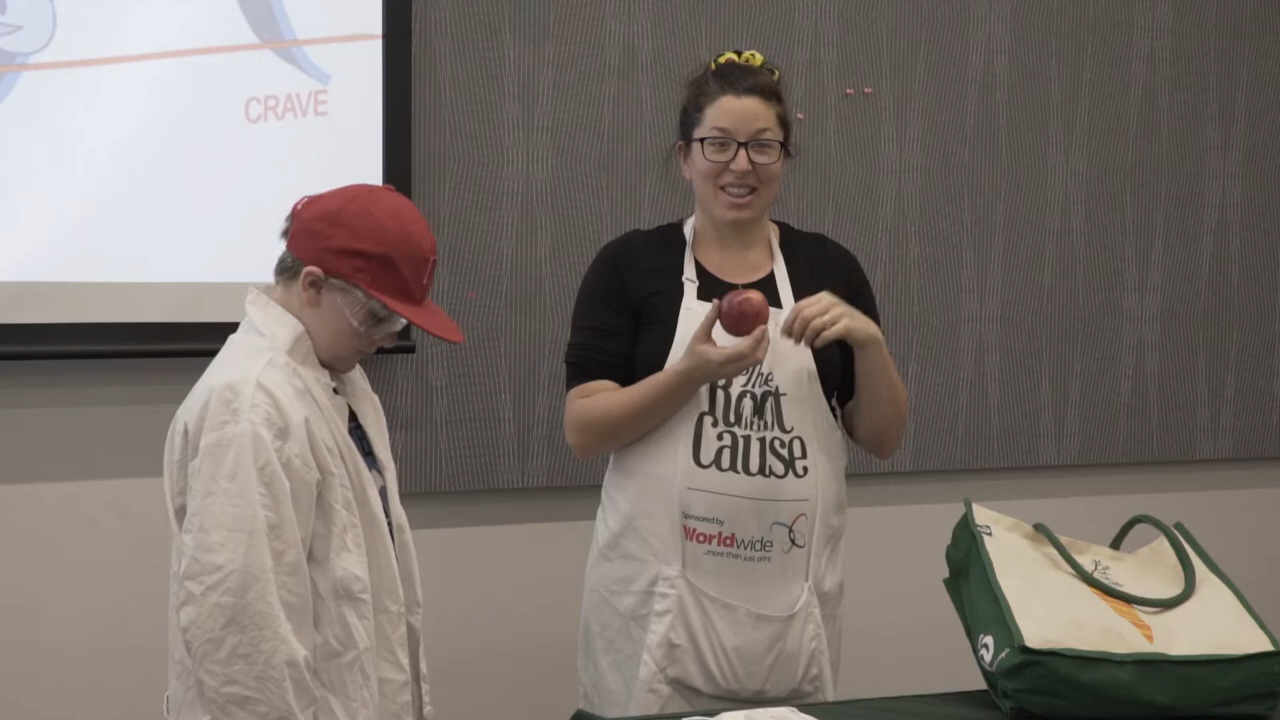 CRAVE
The
Root
Cause
Sponsored by
Worldwide
...more than just print